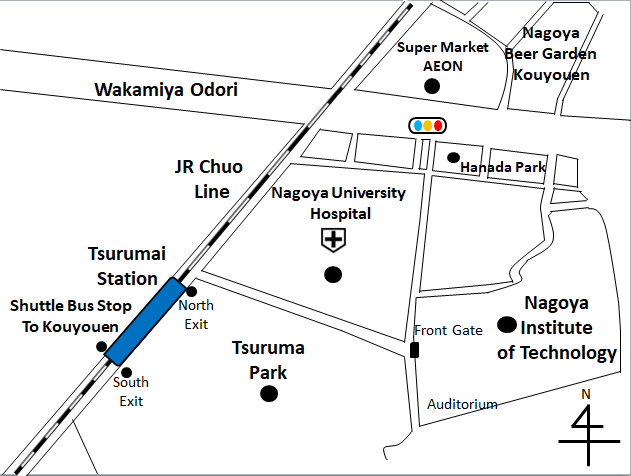 Nagoya
Beer Garden
Kouyouen
Super Market
AEON
Wakamiya Odori
JR Chuo
Line
Hanada Park
Nagoya University
Hospital
Tsurumai
Station
Shuttle Bus Stop
To Kouyouen
North
Exit
South
Exit
Tsuruma
Park
Front Gate
Nagoya
Institute
of Technology
Auditorium
N